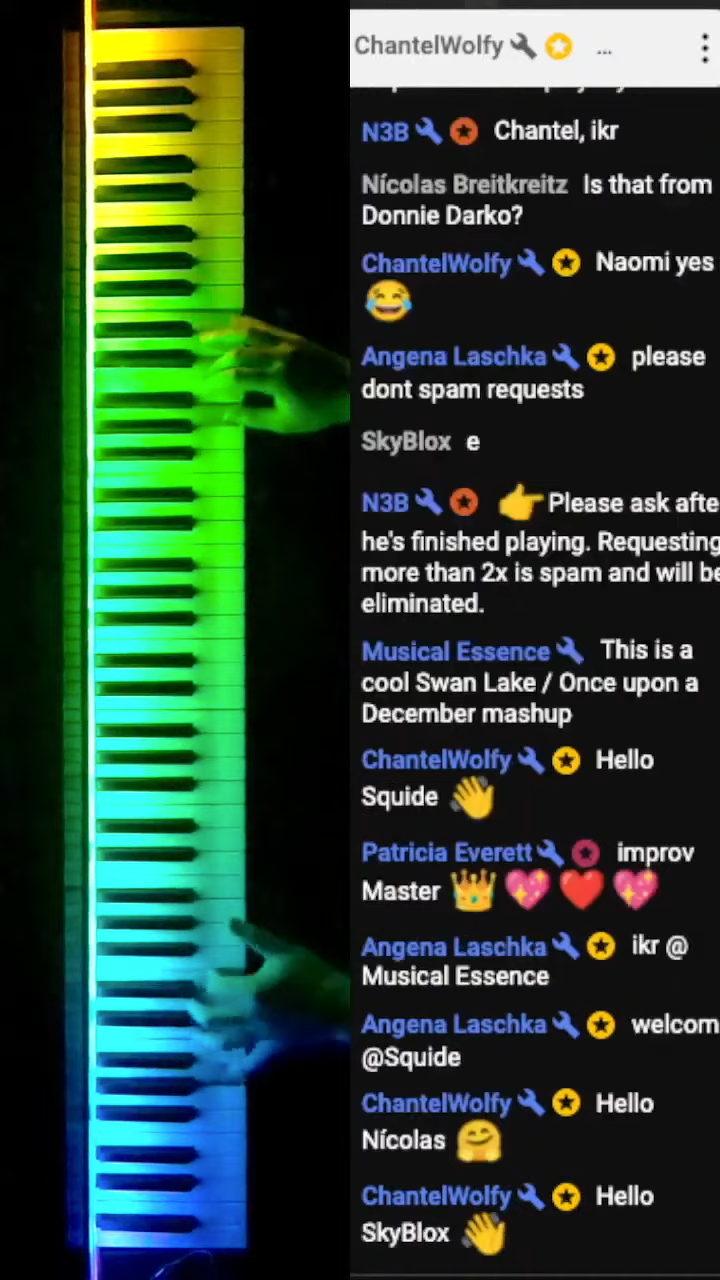 ChantelWolfy ...
N3B Chantel, ikr
Nícolas Breitkreitz Is that from
Donnie Darko?
ChantelWolfy Naomi yes
Angena Laschka please
dont spam requests
SkyBlox e
N3B Please ask afte
he's finished playing. Requesting
more than 2x is spam and will be
eliminated.
Musical Essence This is a
cool Swan Lake / Once upon a
December mashup
ChantelWolfy Hello
Squide
Patricia Everett improv
Master
Angena Laschka ikr @
Musical Essence
Angena Laschka welcom
@Squide
ChantelWolfy Hello
Nícolas
ChantelWolfy Hello
SkyBlox